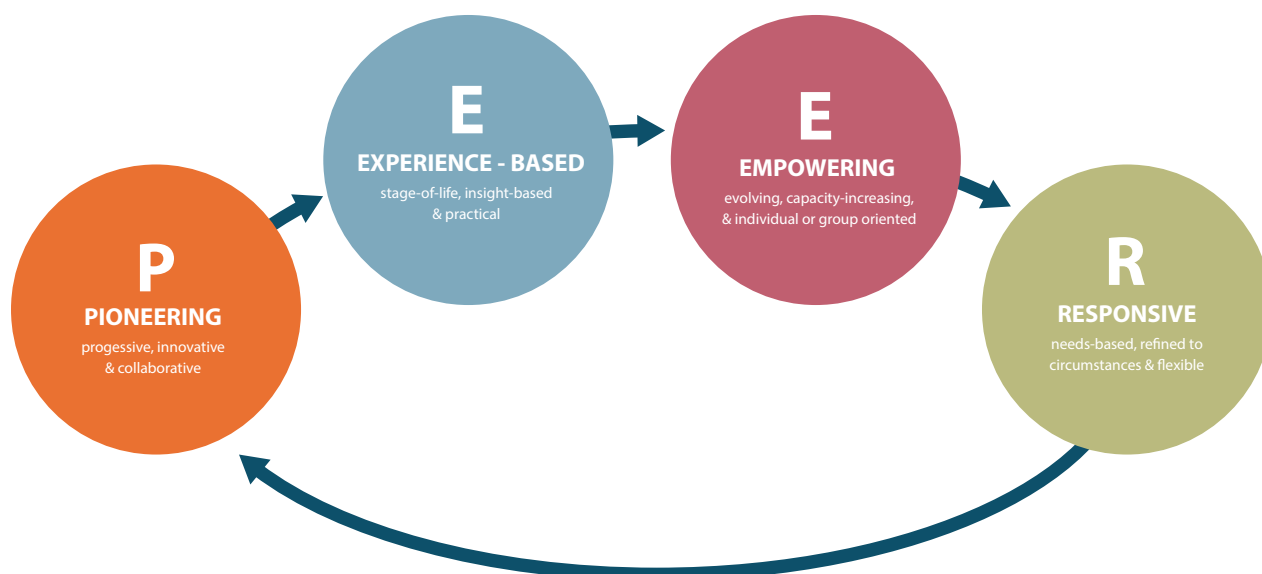 P
PIONEERING
progessive, innovative
& collaborative
E
EXPERIENCE - BASED
stage-of-life, insight-based
& practical
E
EMPOWERING
evolving, capacity-increasing,
& individual or group oriented
R
RESPONSIVE
needs-based, refined to
circumstances & flexible